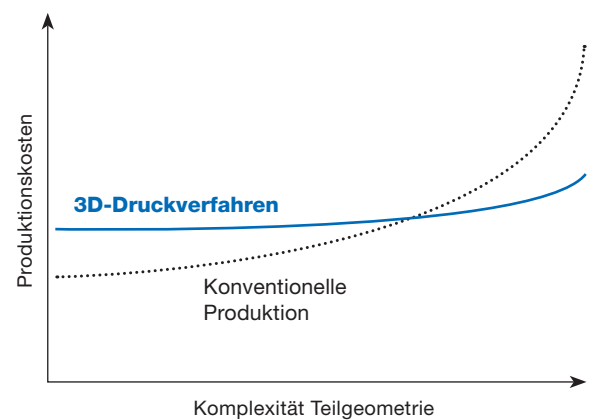 Produktionskosten
3D-Druckverfahren
Konventionelle
Produktion
Komplexität Teilgeometrie